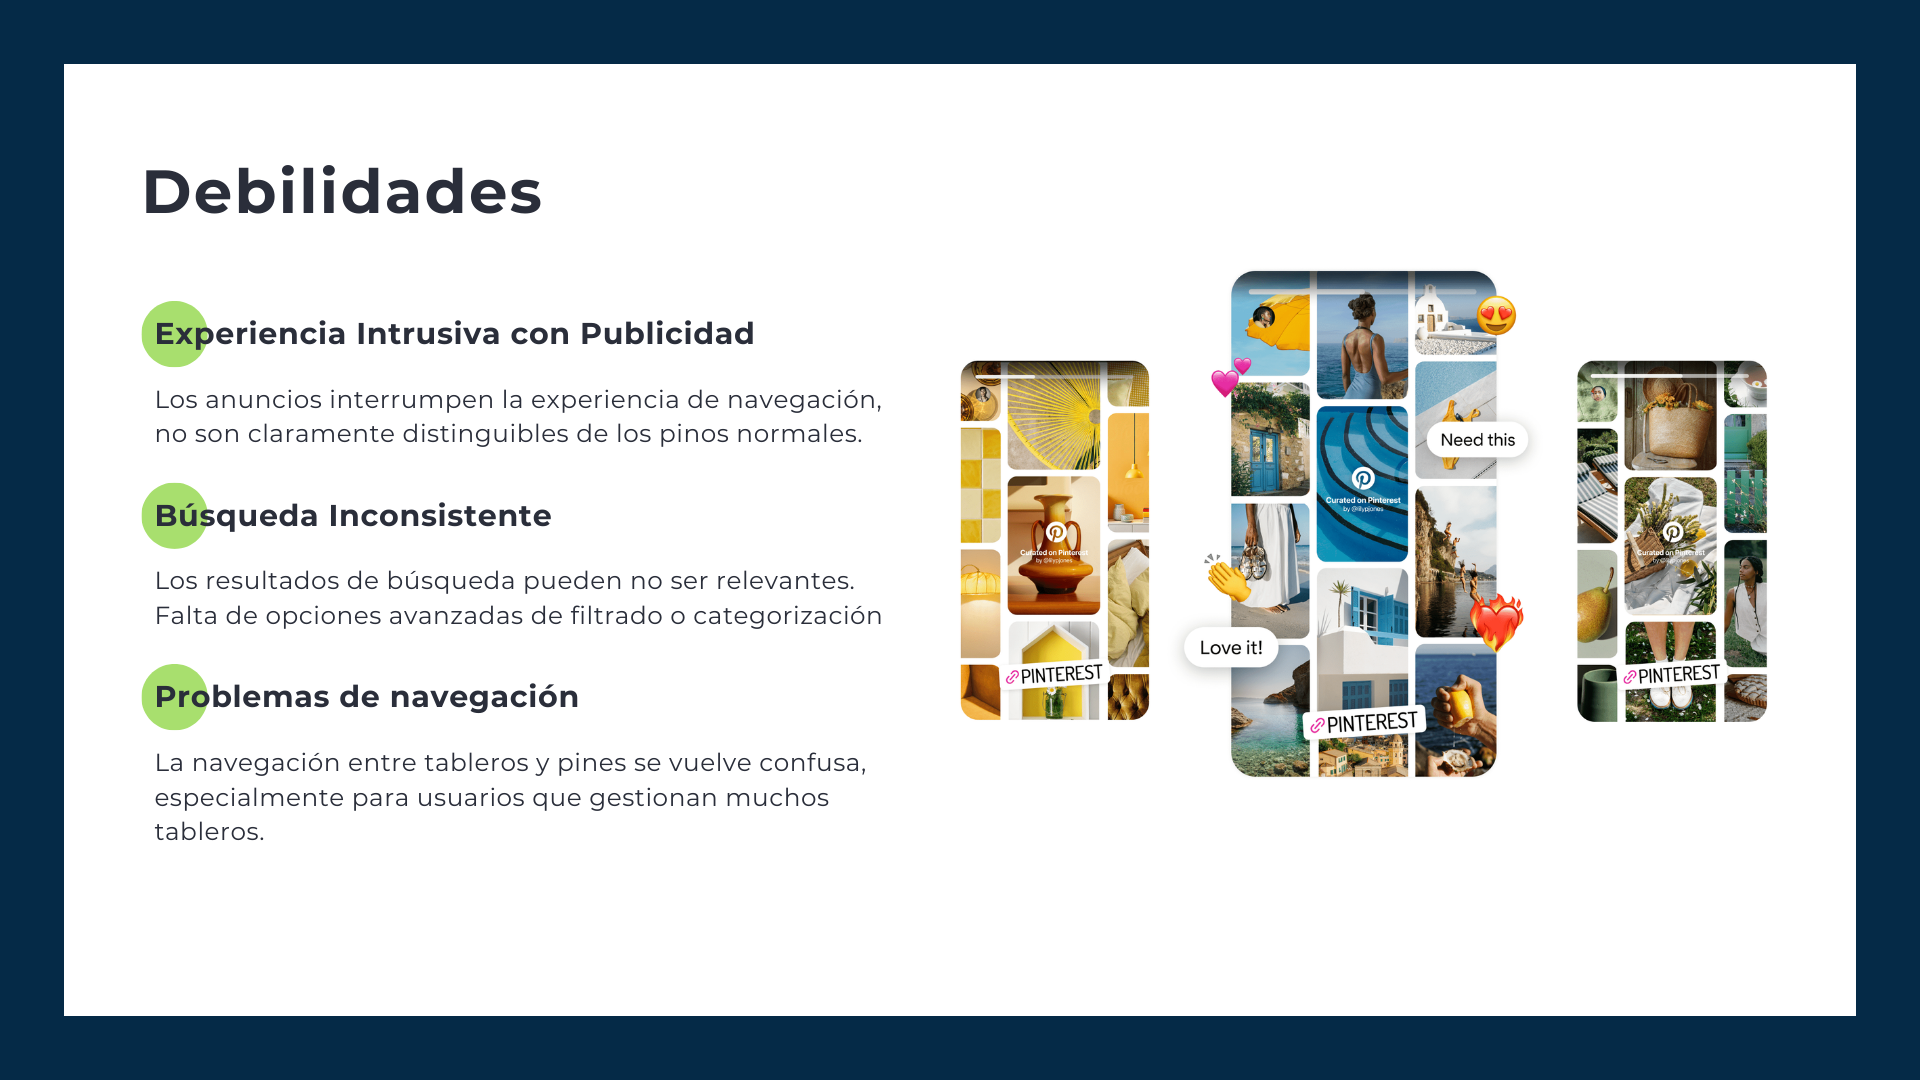 Debilidades
Experiencia Intrusiva con Publicidad
Los anuncios interrumpen la experiencia de navegación,
no son claramente distinguibles de los pinos normales.
Búsqueda Inconsistente
Los resultados de búsqueda pueden no ser relevantes.
Falta de opciones avanzadas de filtrado o categorización
Problemas de navegación
La navegación entre tableros y pines se vuelve confusa,
especialmente para usuarios que gestionan muchos
tableros.
Curated on Pinterest
by @lilypjones
PINTEREST
Need this
Curated on Pinterest
by @lilypjones
Love it!
PINTEREST
Curated on Pinterest
by @lilypjones
PINTEREST